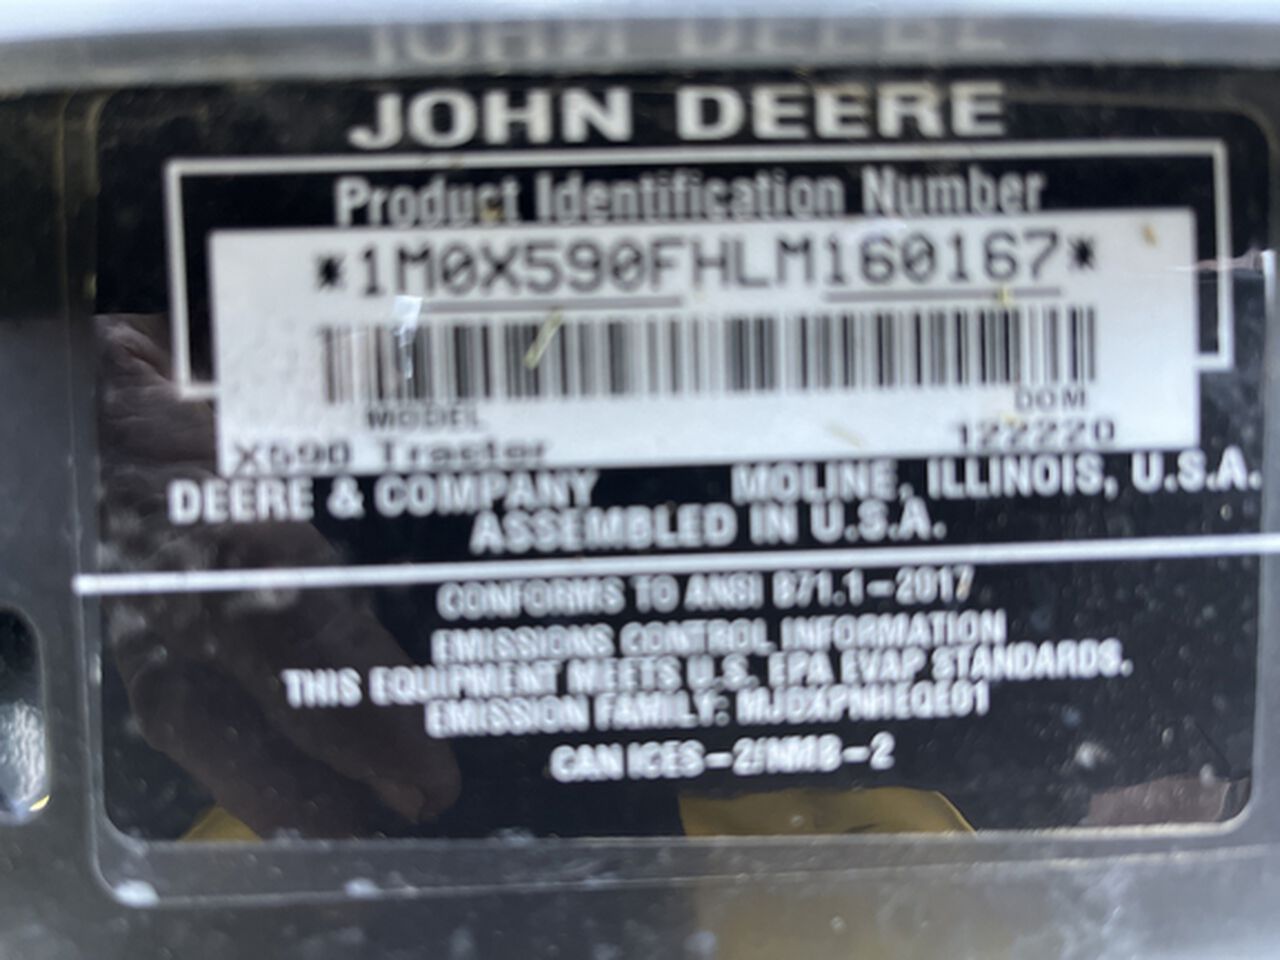 JOHN DEERE
Product Identification Number
*1M0X590FHLM160167*
MODEL DOM
X590 Tractor 122220
DEERE & COMPANY MOLINE, ILLINOIS, U.S.A.
ASSEMBLED IN U.S.A.
CONFORMS TO ANSI B71.1-2017
EMISSIONS CONTROL INFORMATION
THIS EQUIPMENT MEETS U.S. EPA EVAP STANDARDS.
EMISSION FAMILY:
CAN ICES-2/NMB-2